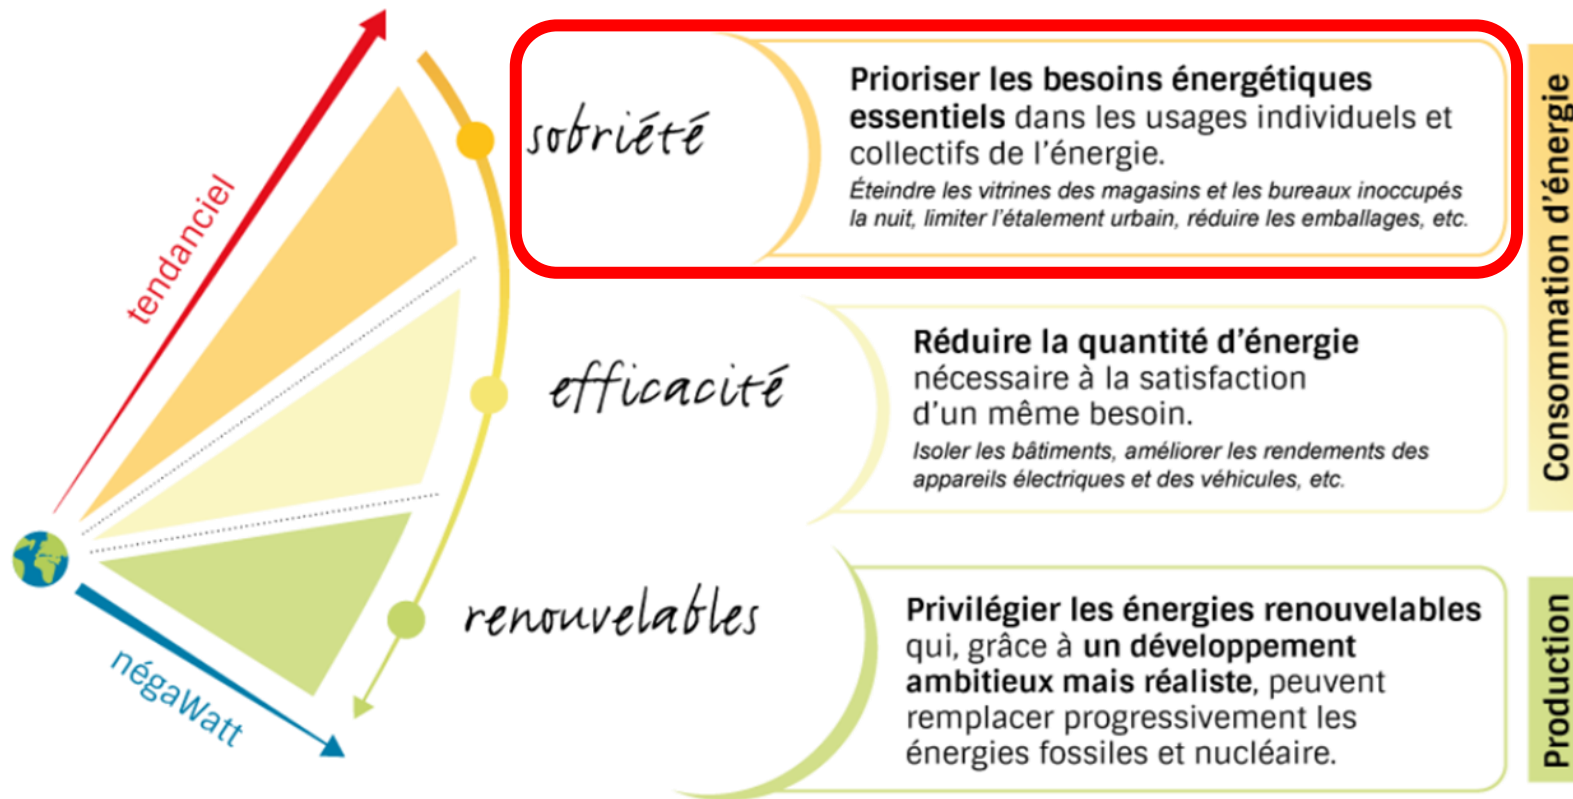 tendanciel
négaWatt
sobriété
Prioriser les besoins énergétiques
essentiels dans les usages individuels et
collectifs de l'énergie.
Éteindre les vitrines des magasins et les bureaux inoccupés
la nuit, limiter l'étalement urbain, réduire les emballages, etc.
efficacité
Réduire la quantité d'énergie
nécessaire à la satisfaction
d'un même besoin.
Isoler les bâtiments, améliorer les rendements des
appareils électriques et des véhicules, etc.
Consommation d'énergie
renouvelables
Privilégier les énergies renouvelables
qui, grâce à un développement
ambitieux mais réaliste, peuvent
remplacer progressivement les
énergies fossiles et nucléaire.
Production